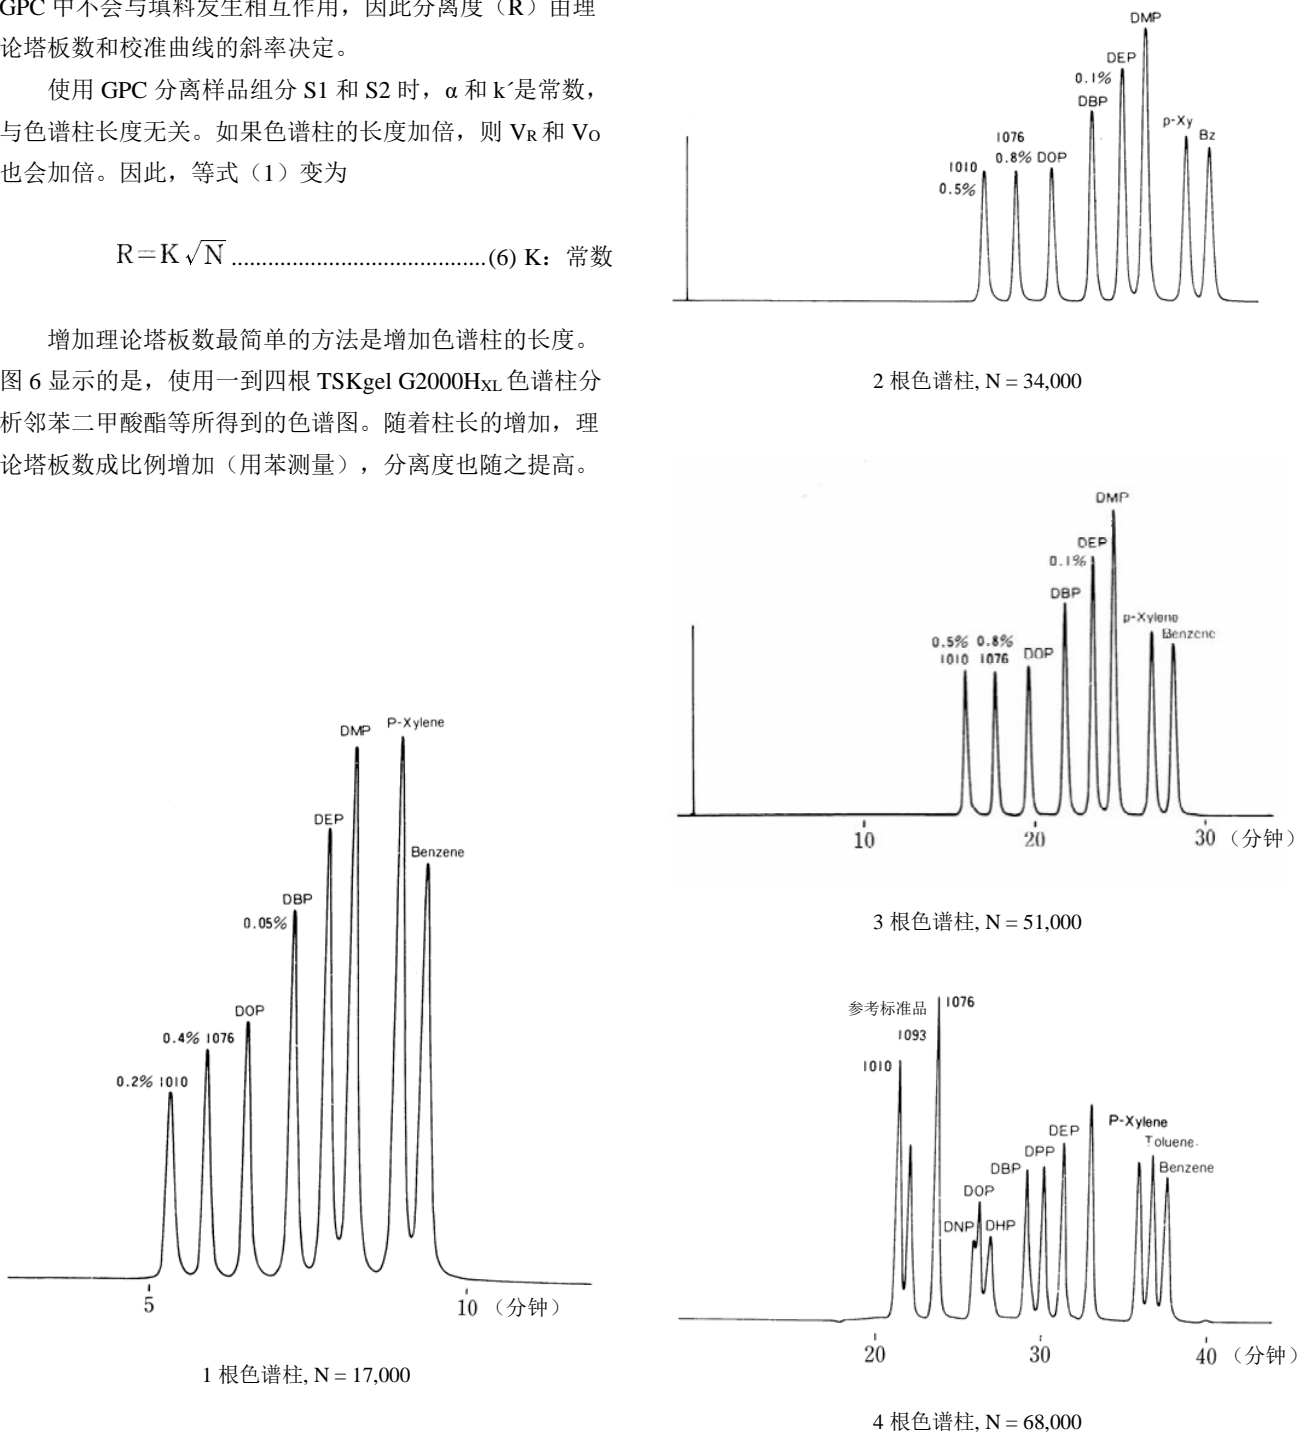 GPC 中不会与填料发生相互作用，因此分离度（R）由理
论塔板数和校准曲线的斜率决定。
使用 GPC 分离样品组分 S1 和 S2 时，α 和 k´是常数，
与色谱柱长度无关。如果色谱柱的长度加倍，则 VR 和 VO
也会加倍。因此，等式（1）变为
R=K√N ..........................................(6) K：常数
增加理论塔板数最简单的方法是增加色谱柱的长度。
图 6 显示的是，使用一到四根 TSKgel G2000HXL 色谱柱分
析邻苯二甲酸酯等所得到的色谱图。随着柱长的增加，理
论塔板数成比例增加（用苯测量），分离度也随之提高。
DMP P-Xylene
DEP
Benzene
DBP
0.05%
DOP
0.4% 1076
0.2% 1010
5 10 （分钟）
1 根色谱柱, N = 17,000
DMP
DEP
0.1%
DBP
p-Xy
Bz
1076
0.8% DOP
1010
0.5%
2 根色谱柱, N = 34,000
DMP
DEP
0.1%
DBP
p-Xylene
Benzene
0.5% 0.8%
1010 1076 DOP
10 20 30 （分钟）
3 根色谱柱, N = 51,000
参考标准品 1076
1093
1010
P-Xylene
DEP
Toluene
DPP
DBP
Benzene
DOP
DNP DHP
20 30 40 （分钟）
4 根色谱柱, N = 68,000